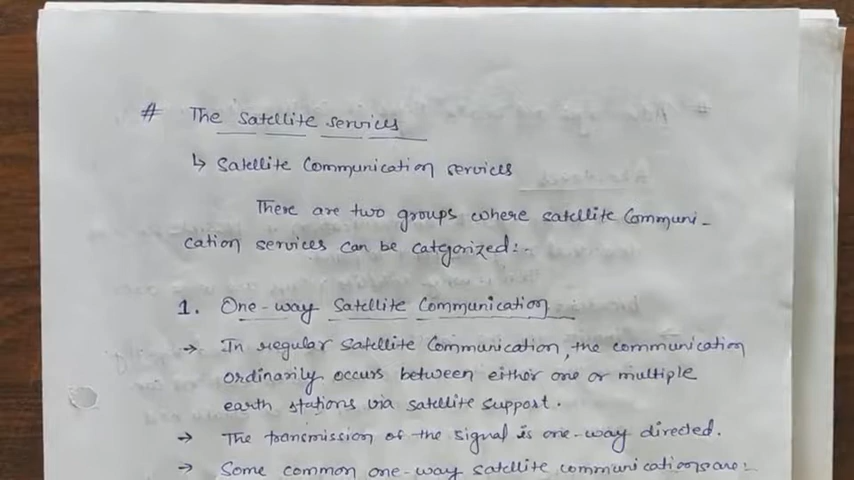 # The Satellite services
↳ Satellite Communication services
There are two groups where satellite Communi-
cation services can be categorized:-
1. One-way Satellite Communication
→ In regular Satellite Communication, the communication
ordinarily occurs between either one or multiple
earth stations via satellite support.
→ The transmission of the signal is one-way directed.
→ Some common one-way satellite communications are:-